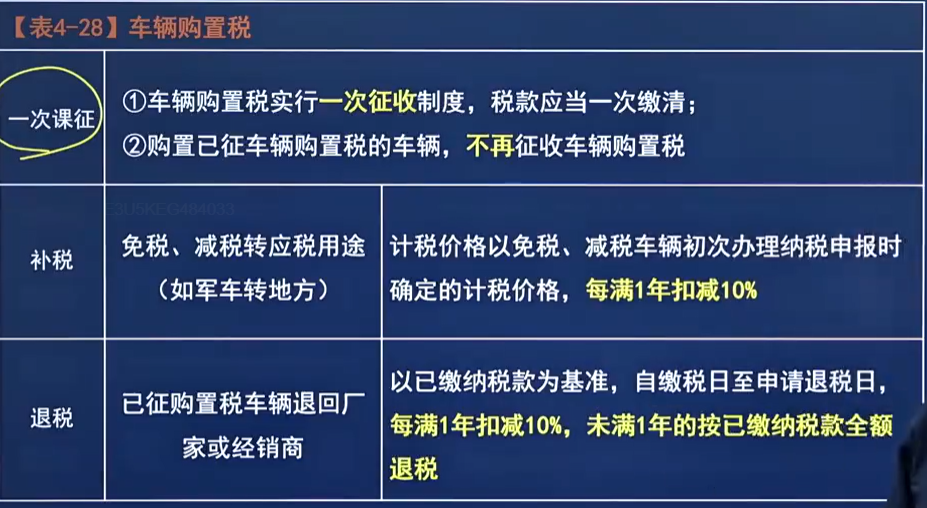 【表4-28】车辆购置税
一次课征
①车辆购置税实行一次征收制度，税款应当一次缴清；
②购置已征车辆购置税的车辆，不再征收车辆购置税
补税
免税、减税转应税用途
（如军车转地方）
计税价格以免税、减税车辆初次办理纳税申报时
确定的计税价格，每满1年扣减10%
退税
已征购置税车辆退回厂
家或经销商
以已缴纳税款为基准，自缴税日至申请退税日，
每满1年扣减10%，未满1年的按已缴纳税款全额
退税